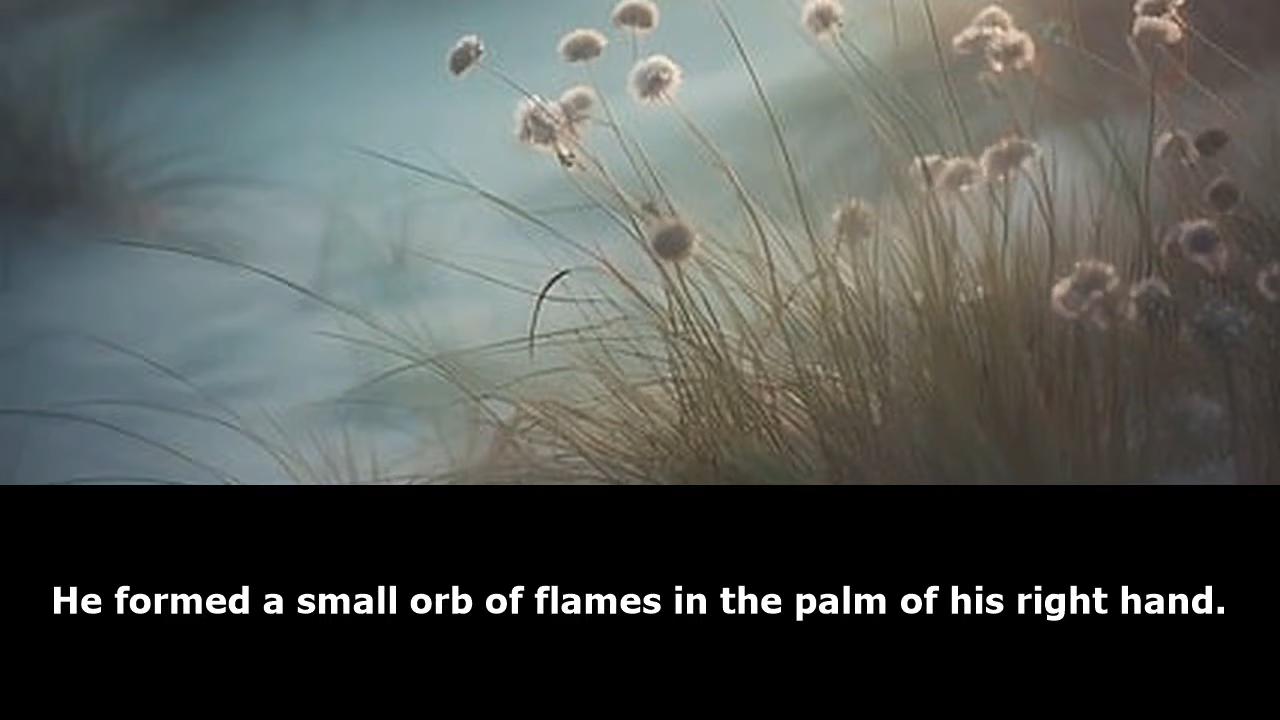 He formed a small orb of flames in the palm of his right hand.